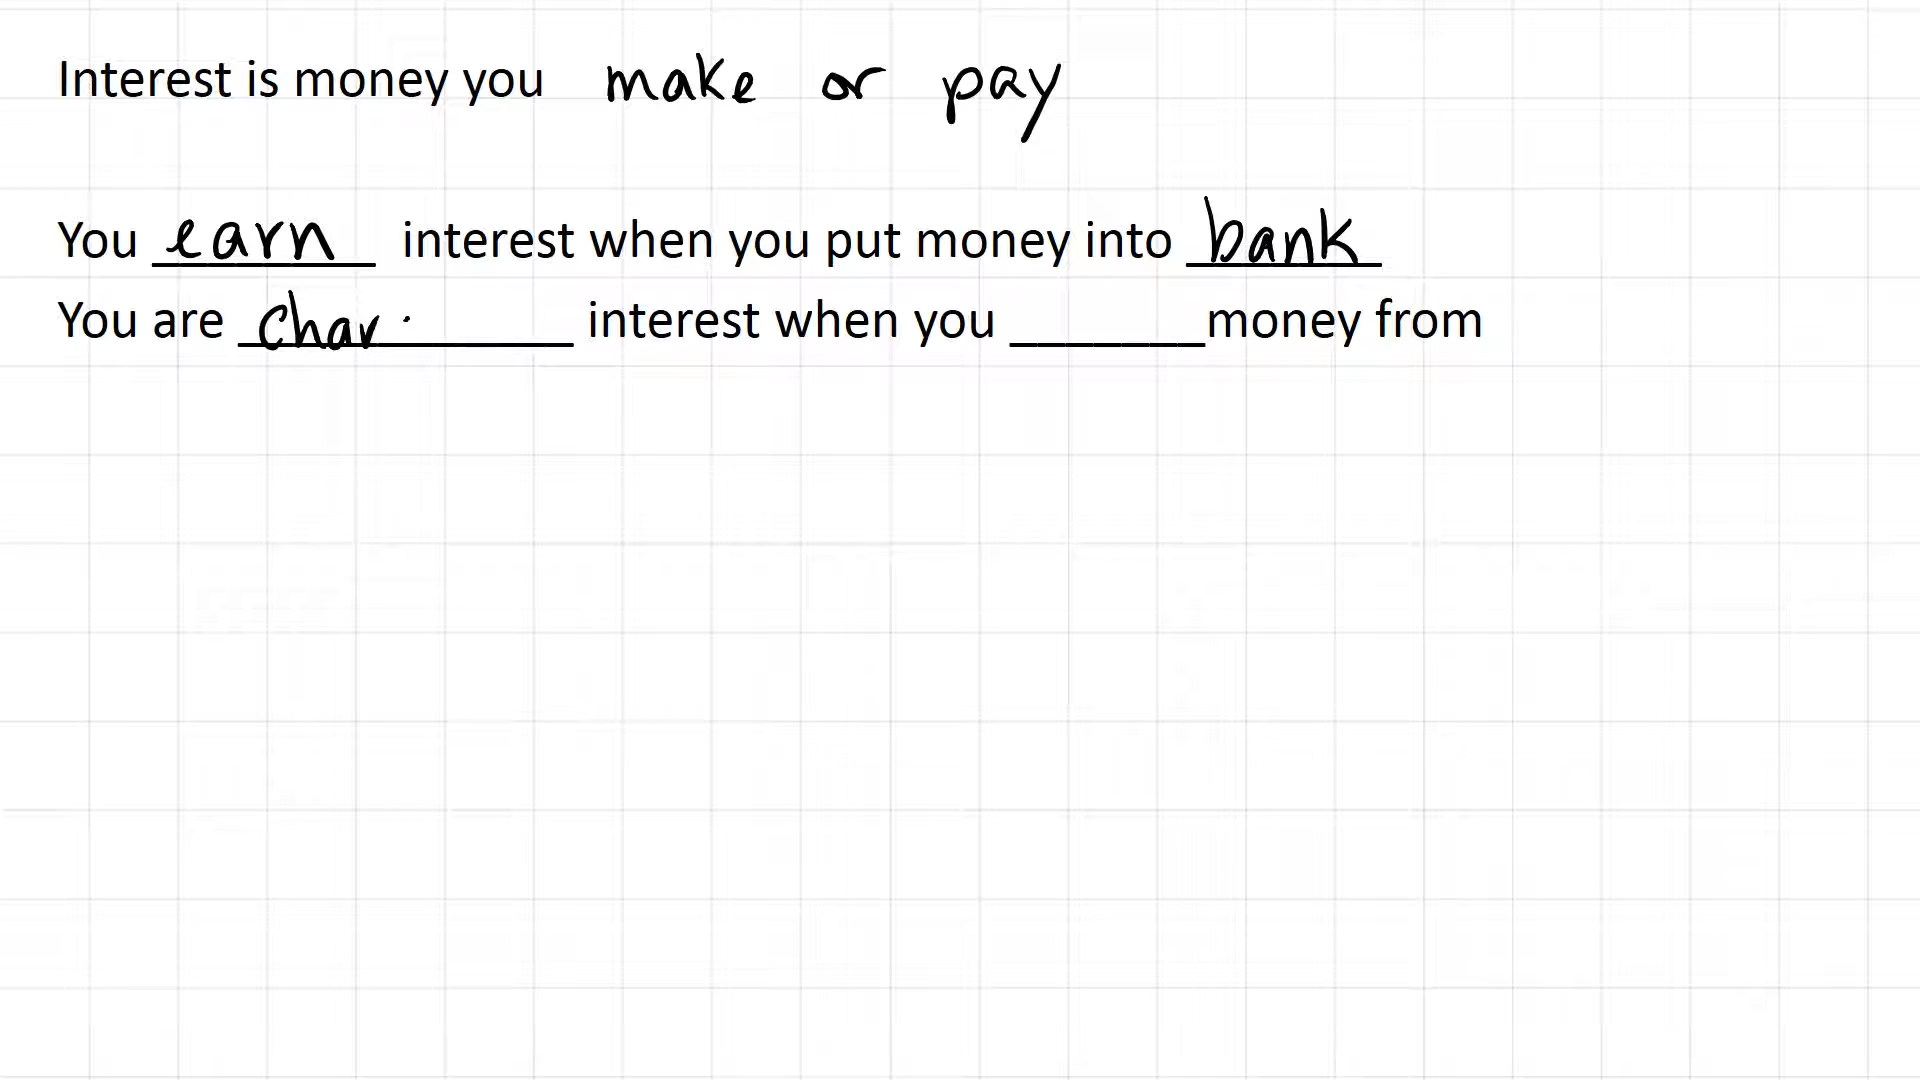 Interest is money you make or pay
You earn interest when you put money into bank
You are char interest when you _______money from